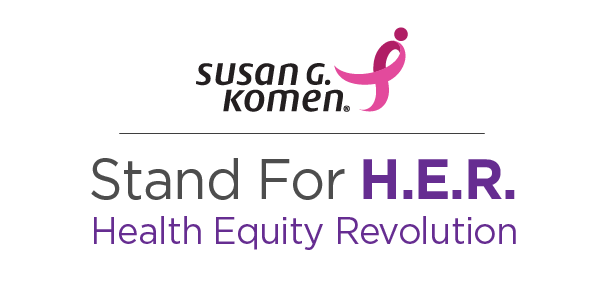 susan G.
komen®
Stand For H.E.R.
Health Equity Revolution